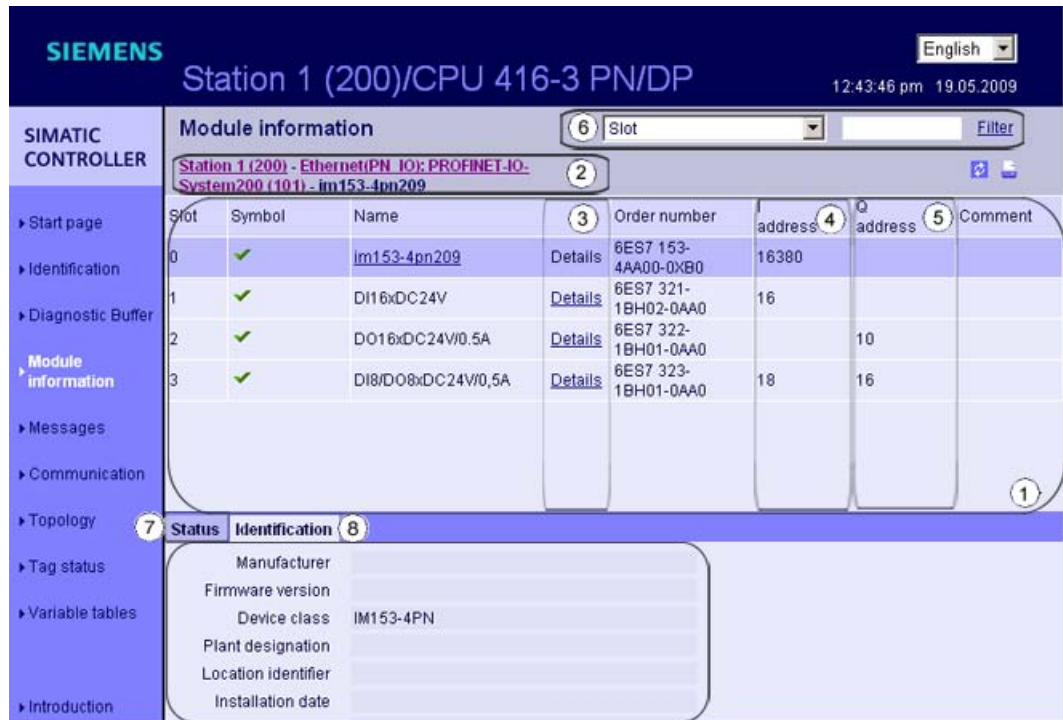 SIEMENS
Station 1 (200)/CPU 416-3 PN/DP
English
12:43:46 pm 19.05.2009
SIMATIC
CONTROLLER
Start page
Identification
Diagnostic Buffer
Module
information
Messages
Communication
Topology
Tag status
Variable tables
Introduction
Module information
6 Slot Filter
Station 1 (200) - Ethernet(PN_IO): PROFINET-IO-
System200 (101) - im153-4pn209
2
Slot Symbol Name 3 Order number I address 4 Q address 5 Comment
0 im153-4pn209 Details 6ES7 153-
4AA00-0XB0 16380
1 DI16xDC24V Details 6ES7 321-
1BH02-0AA0 16
2 DO16xDC24V/0.5A Details 6ES7 322-
1BH01-0AA0 10
3 DI8/DO8xDC24V/0,5A Details 6ES7 323-
1BH01-0AA0 18 16
1
7 Status Identification 8
Manufacturer
Firmware version
Device class IM153-4PN
Plant designation
Location identifier
Installation date